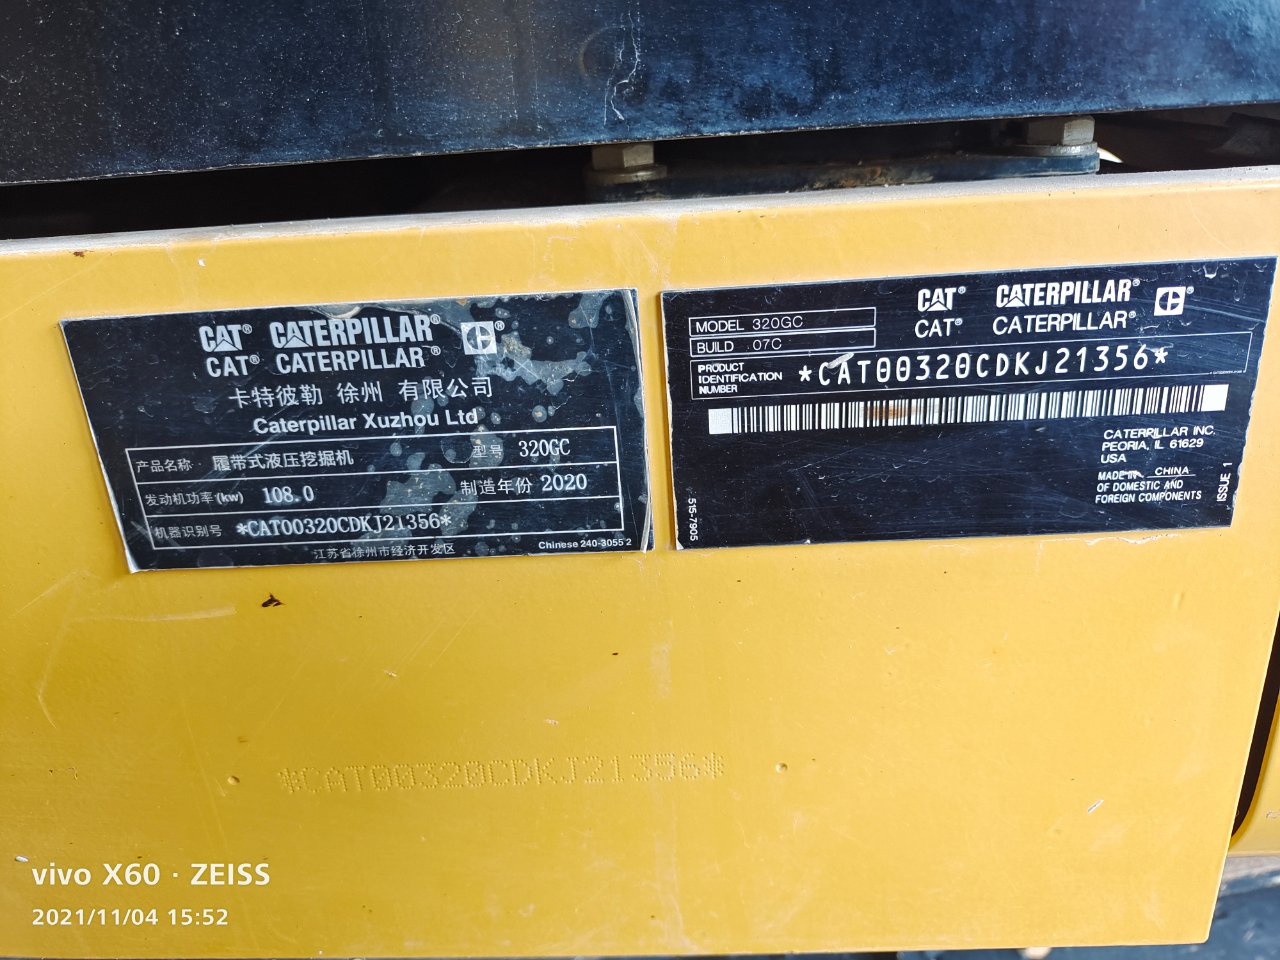 CAT® CATERPILLAR®
CAT® CATERPILLAR®
卡特彼勒 徐州 有限公司
Caterpillar Xuzhou Ltd
产品名称· 履带式液压挖掘机 型号 320GC
发动机功率(kw) 108.0 制造年份 2020
机器识别号 *CAT00320CDKJ21356*
江苏省徐州市经济开发区 Chinese 240-3055 2
CAT® CATERPILLAR®
CAT® CATERPILLAR®
MODEL 320GC
BUILD 07C
PRODUCT
IDENTIFICATION
NUMBER
*CAT00320CDKJ21356*
CATERPILLAR INC.
PEORIA, IL 61629
USA
MADE IN CHINA
OF DOMESTIC AND
FOREIGN COMPONENTS
ISSUE 1
515-7905
*CAT00320CDKJ21356*
vivo X60 · ZEISS
2021/11/04 15:52